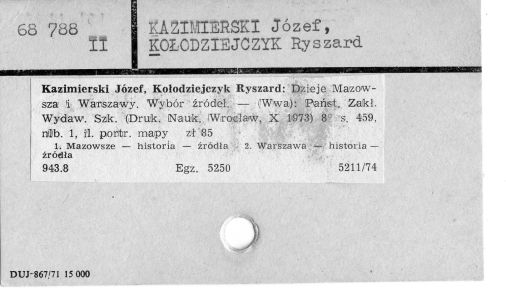 68 788
II
KAZIMIERSKI Józef,
KOŁODZIEJCZYK Ryszard
Kazimierski Józef, Kołodziejczyk Ryszard: Dzieje Mazow-
sza i Warszawy. Wybór źródeł. — (Wwa): Państ. Zakł.
Wydaw. Szk. (Druk. Nauk. Wrocław, X 1973) 8° s. 459,
nlb. 1, il. portr. mapy zł 85
1. Mazowsze — historia — źródła 2. Warszawa — historia —
źródła
943.8 Egz. 5250 5211/74
DUJ-867/71 15 000